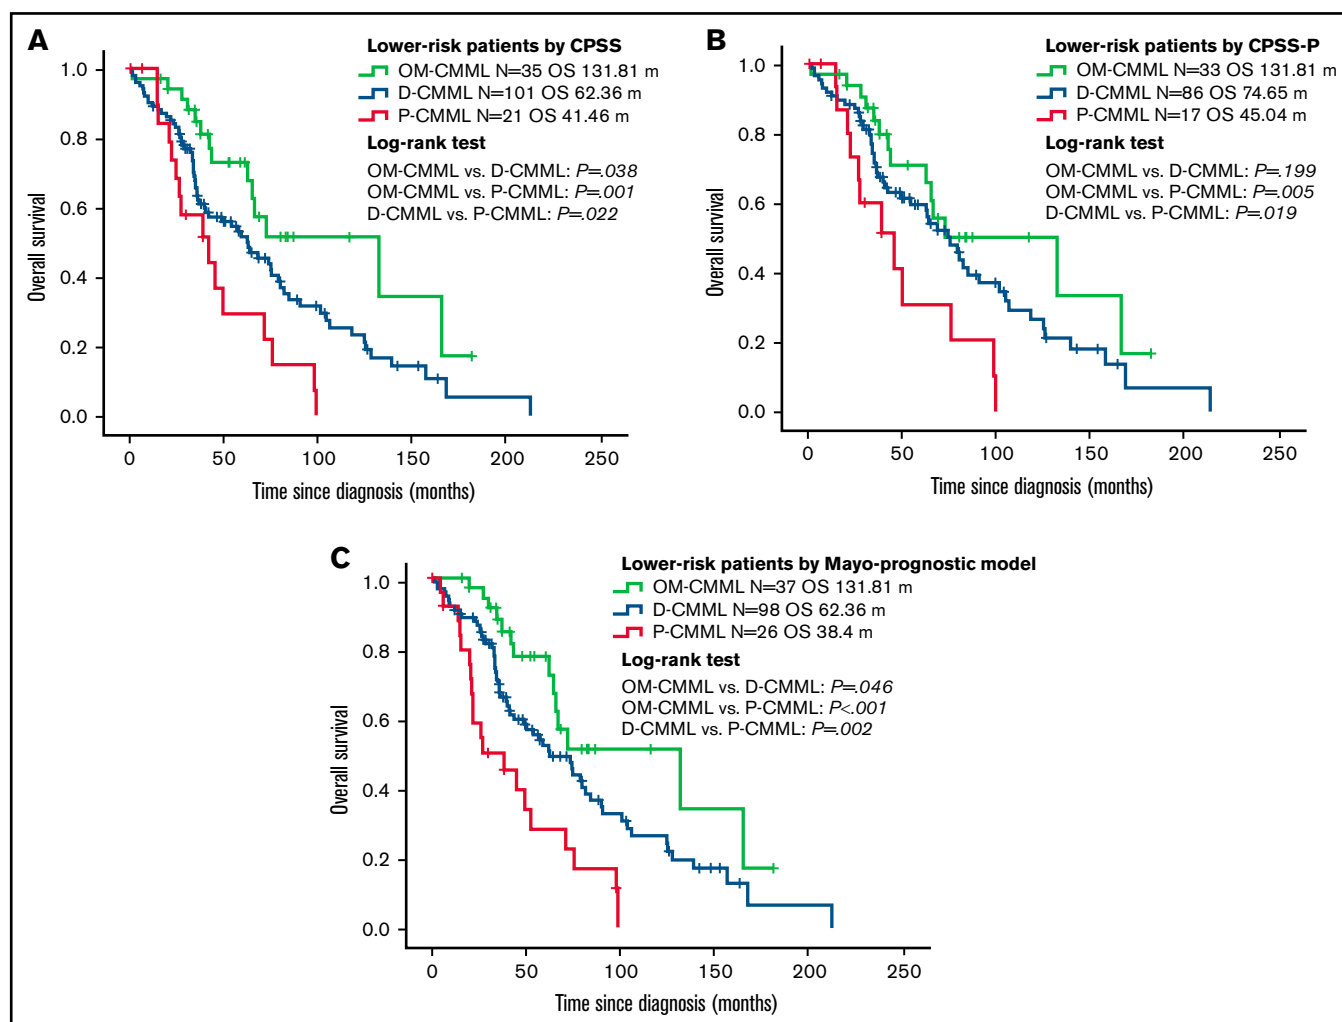 A
Lower-risk patients by CPSS
OM-CMML N=35 OS 131.81 m
D-CMML N=101 OS 62.36 m
P-CMML N=21 OS 41.46 m
Log-rank test
OM-CMML vs. D-CMML: P=.038
OM-CMML vs. P-CMML: P=.001
D-CMML vs. P-CMML: P=.022
Overall survival
1.0
0.8
0.6
0.4
0.2
0.0
0 50 100 150 200 250
Time since diagnosis (months)
B
Lower-risk patients by CPSS-P
OM-CMML N=33 OS 131.81 m
D-CMML N=86 OS 74.65 m
P-CMML N=17 OS 45.04 m
Log-rank test
OM-CMML vs. D-CMML: P=.199
OM-CMML vs. P-CMML: P=.005
D-CMML vs. P-CMML: P=.019
Overall survival
1.0
0.8
0.6
0.4
0.2
0.0
0 50 100 150 200 250
Time since diagnosis (months)
C
Lower-risk patients by Mayo-prognostic model
OM-CMML N=37 OS 131.81 m
D-CMML N=98 OS 62.36 m
P-CMML N=26 OS 38.4 m
Log-rank test
OM-CMML vs. D-CMML: P=.046
OM-CMML vs. P-CMML: P<.001
D-CMML vs. P-CMML: P=.002
Overall survival
1.0
0.8
0.6
0.4
0.2
0.0
0 50 100 150 200 250
Time since diagnosis (months)